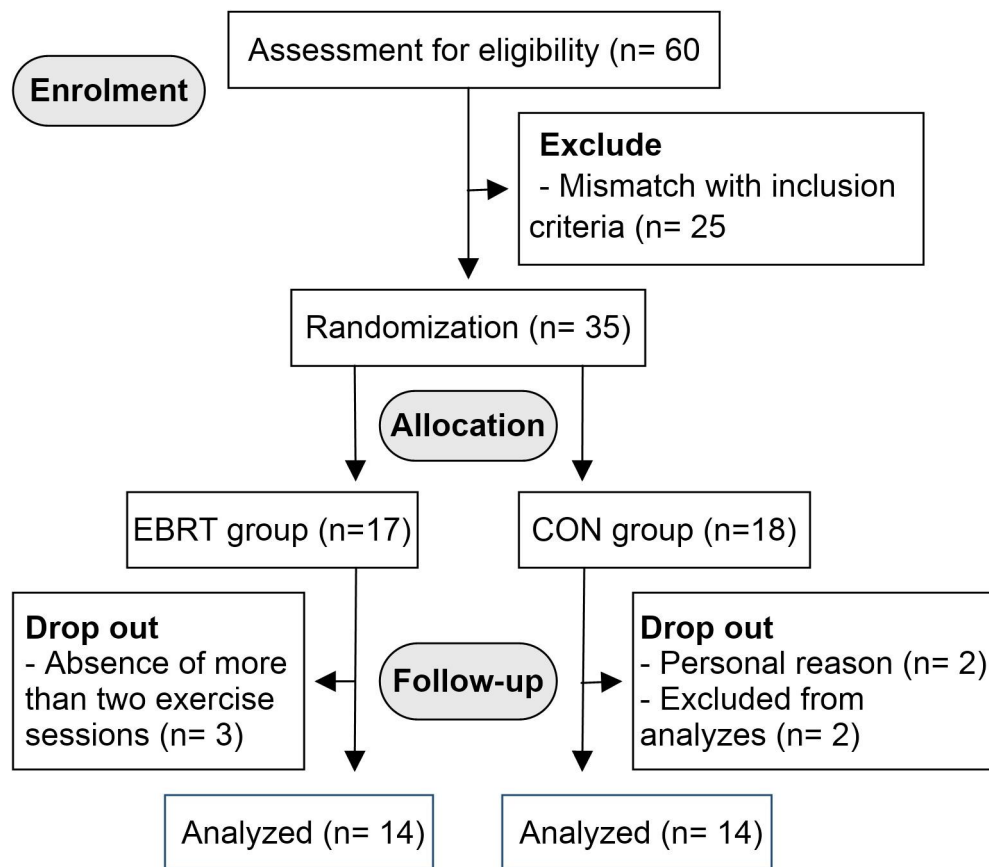 Assessment for eligibility (n= 60
Enrolment
Exclude
- Mismatch with inclusion
criteria (n= 25
Randomization (n= 35)
Allocation
EBRT group (n=17)
CON group (n=18)
Drop out
- Absence of more
than two exercise
sessions (n= 3)
Follow-up
Drop out
- Personal reason (n= 2)
- Excluded from
analyzes (n= 2)
Analyzed (n= 14)
Analyzed (n= 14)